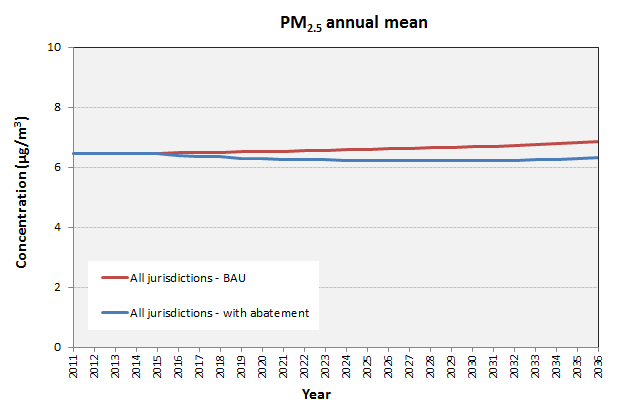 PM2.5 annual mean
Concentration (µg/m3)
10
8
6
4
2
0
All jurisdictions - BAU
All jurisdictions - with abatement
2011 2012 2013 2014 2015 2016 2017 2018 2019 2020 2021 2022 2023 2024 2025 2026 2027 2028 2029 2030 2031 2032 2033 2034 2035 2036
Year